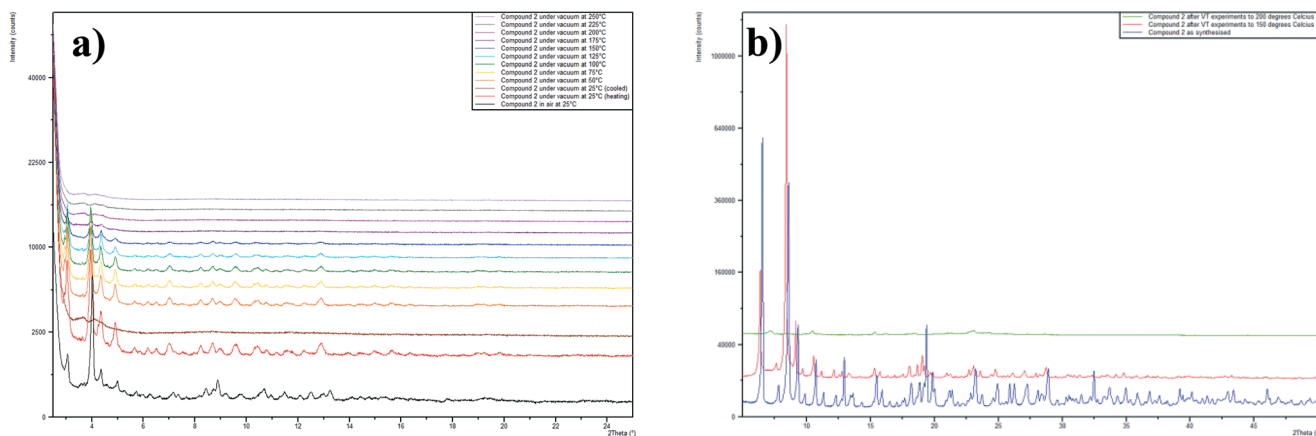 a)
Intensity (counts)
Compound 2 under vacuum at 250°C
Compound 2 under vacuum at 225°C
Compound 2 under vacuum at 200°C
Compound 2 under vacuum at 175°C
Compound 2 under vacuum at 150°C
Compound 2 under vacuum at 125°C
Compound 2 under vacuum at 100°C
Compound 2 under vacuum at 75°C
Compound 2 under vacuum at 50°C
Compound 2 under vacuum at 25°C (cooled)
Compound 2 under vacuum at 25°C (heating)
Compound 2 in air at 25°C
40000
22500
10000
2500
0
4 6 8 10 12 14 16 18 20 22 24
2Theta (°)
b)
Intensity (counts)
Compound 2 after VT experiments to 200 degrees Celcius
Compound 2 after VT experiments to 150 degrees Celcius
Compound 2 as synthesised
1000000
640000
360000
160000
40000
0
10 15 20 25 30 35 40 45
2Theta (°